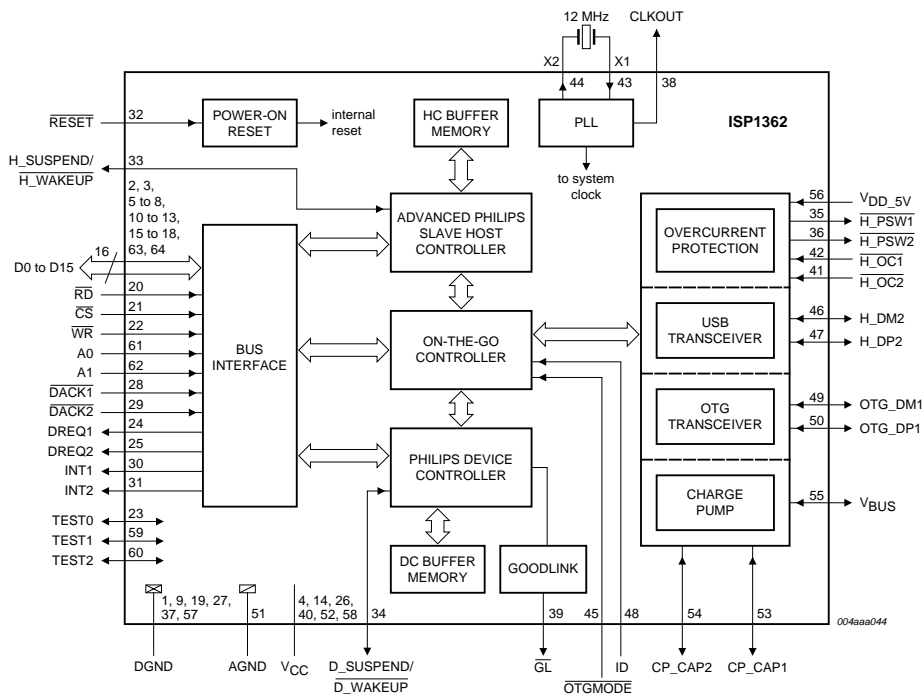 12 MHz
CLKOUT
X2
X1
44
43
38
RESET
32
POWER-ON
RESET
internal
reset
HC BUFFER
MEMORY
PLL
ISP1362
to system
clock
H_SUSPEND/
H_WAKEUP
33
2, 3,
5 to 8,
10 to 13,
15 to 18,
63, 64
16
D0 to D15
RD
20
CS
21
WR
22
A0
61
A1
62
DACK1
28
DACK2
29
DREQ1
24
DREQ2
25
INT1
30
INT2
31
TEST0
23
TEST1
59
TEST2
60
BUS
INTERFACE
ADVANCED PHILIPS
SLAVE HOST
CONTROLLER
ON-THE-GO
CONTROLLER
PHILIPS DEVICE
CONTROLLER
DC BUFFER
MEMORY
GOODLINK
OVERCURRENT
PROTECTION
USB
TRANSCEIVER
OTG
TRANSCEIVER
CHARGE
PUMP
56
VDD_5V
35
H_PSW1
36
H_PSW2
42
H_OC1
41
H_OC2
46
H_DM2
47
H_DP2
49
OTG_DM1
50
OTG_DP1
55
VBUS
1, 9, 19, 27,
37, 57
51
4, 14, 26,
40, 52, 58
34
39
45
48
54
53
004aaa044
DGND
AGND
VCC
D_SUSPEND/
D_WAKEUP
GL
OTGMODE
ID
CP_CAP2
CP_CAP1